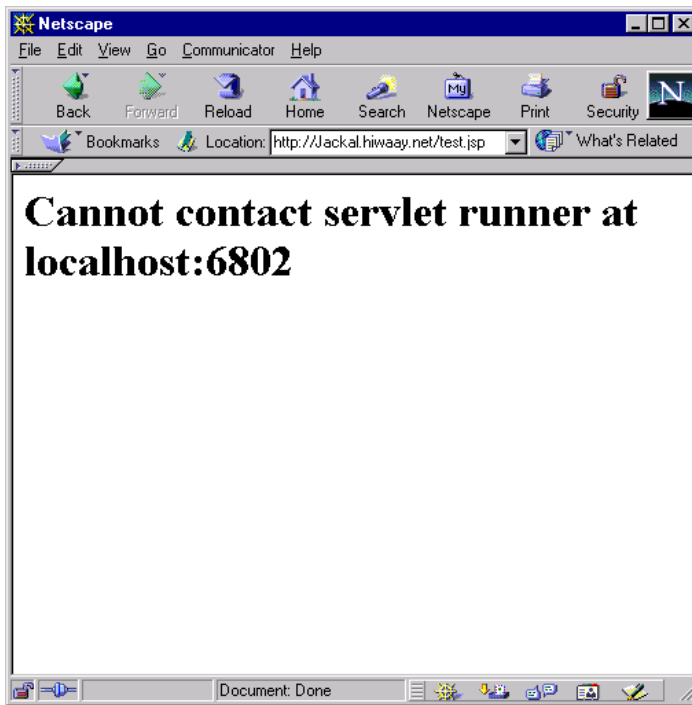 Netscape
File Edit View Go Communicator Help
My
N
Back Forward Reload Home Search Netscape Print Security
Bookmarks Location: http://Jackal.hiwaay.net/test.jsp What's Related
Cannot contact servlet runner at
localhost:6802
Document: Done